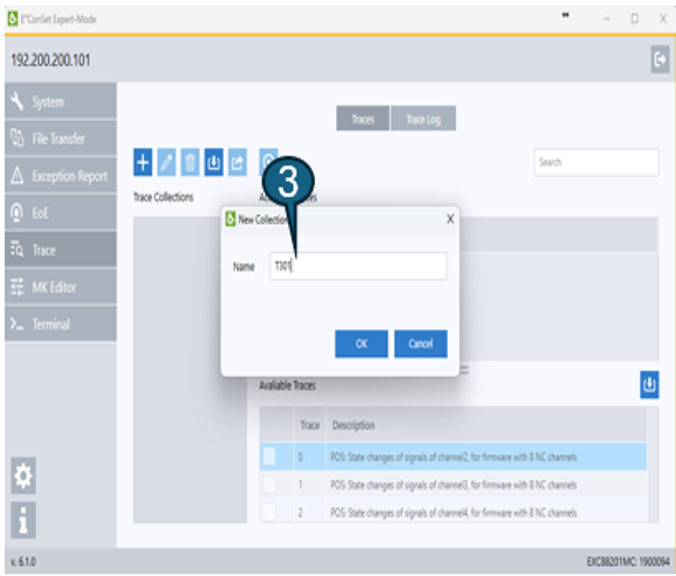 E°ConSet Expert-Mode
192.200.200.101
System
Traces
Trace Log
File Transfer
Exception Report
Search
3
Trace Collections
EoE
New Collection
X
Trace
Name
T301
MK Editor
Terminal
OK
Cancel
Available Traces
Trace Description
0 POS: State changes of signals of channel2, for firmware with 8 NC channels
1 POS: State changes of signals of channel3, for firmware with 8 NC channels
2 POS: State changes of signals of channel4, for firmware with 8 NC channels
v. 6.1.0
EXC88201MC: 1900094